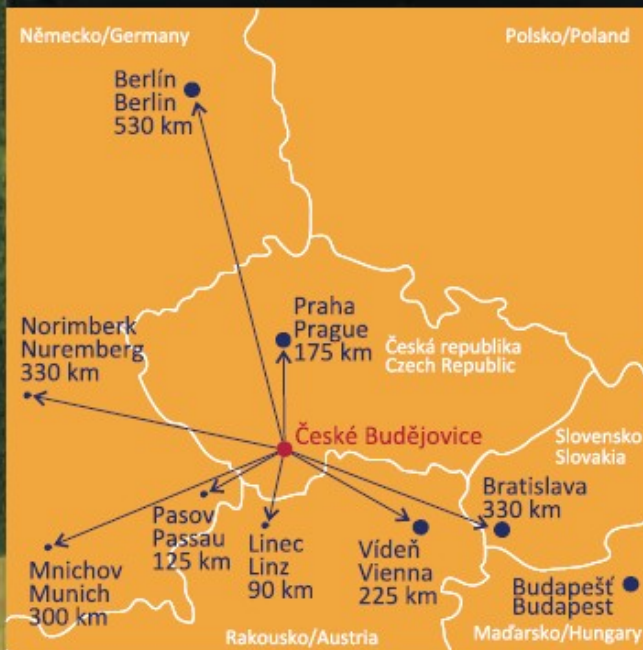 Německo/Germany
Polsko/Poland
Berlín
Berlin
530 km
Norimberk
Nuremberg
330 km
Praha
Prague
175 km
Česká republika
Czech Republic
České Budějovice
Slovensko
Slovakia
Bratislava
330 km
Pasov
Passau
125 km
Linec
Linz
90 km
Vídeň
Vienna
225 km
Mnichov
Munich
300 km
Budapešť
Budapest
Rakousko/Austria
Maďarsko/Hungary